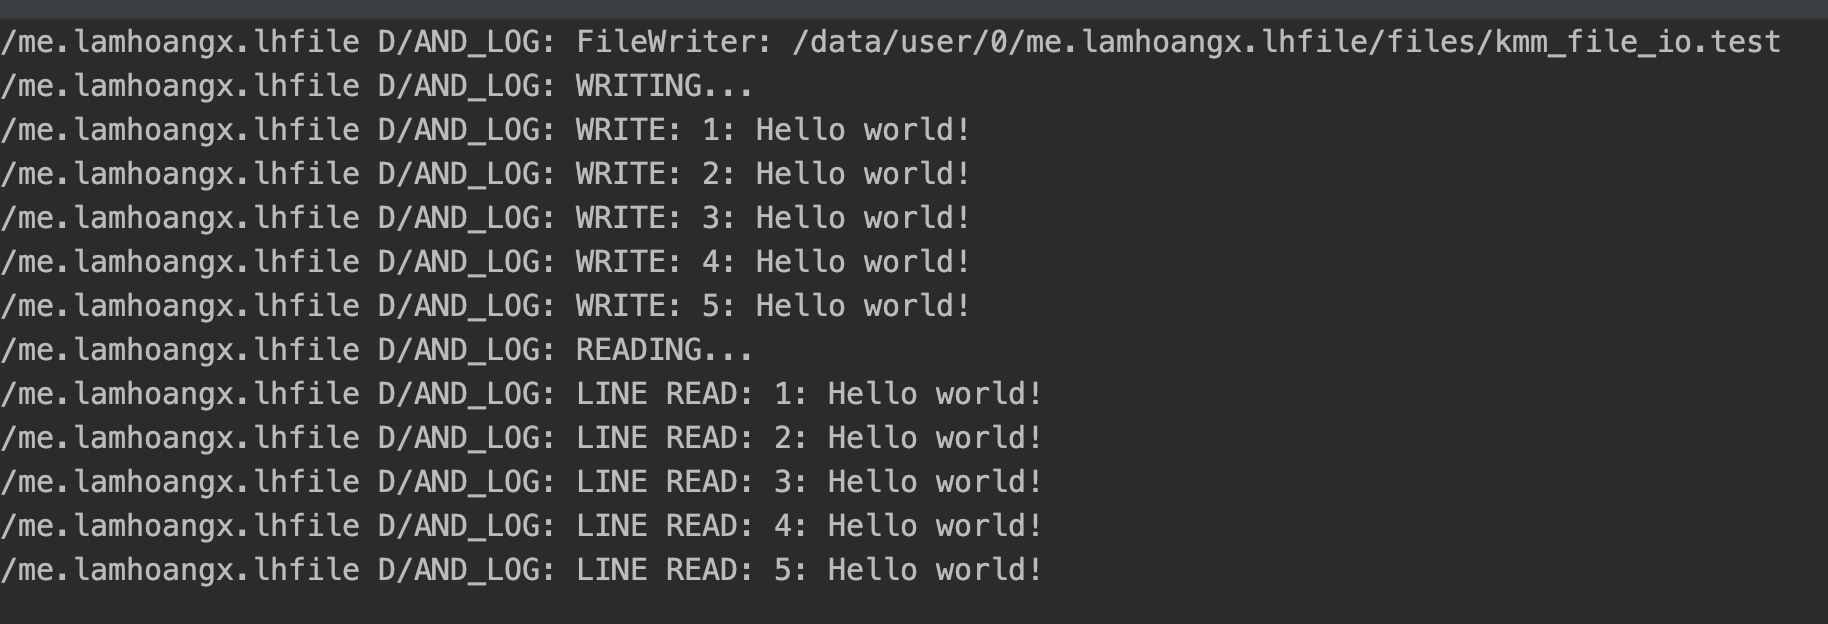 /me.lamhoangx.lhfile D/AND_LOG: FileWriter: /data/user/0/me.lamhoangx.lhfile/files/kmm_file_io.test
/me.lamhoangx.lhfile D/AND_LOG: WRITING...
/me.lamhoangx.lhfile D/AND_LOG: WRITE: 1: Hello world!
/me.lamhoangx.lhfile D/AND_LOG: WRITE: 2: Hello world!
/me.lamhoangx.lhfile D/AND_LOG: WRITE: 3: Hello world!
/me.lamhoangx.lhfile D/AND_LOG: WRITE: 4: Hello world!
/me.lamhoangx.lhfile D/AND_LOG: WRITE: 5: Hello world!
/me.lamhoangx.lhfile D/AND_LOG: READING...
/me.lamhoangx.lhfile D/AND_LOG: LINE READ: 1: Hello world!
/me.lamhoangx.lhfile D/AND_LOG: LINE READ: 2: Hello world!
/me.lamhoangx.lhfile D/AND_LOG: LINE READ: 3: Hello world!
/me.lamhoangx.lhfile D/AND_LOG: LINE READ: 4: Hello world!
/me.lamhoangx.lhfile D/AND_LOG: LINE READ: 5: Hello world!